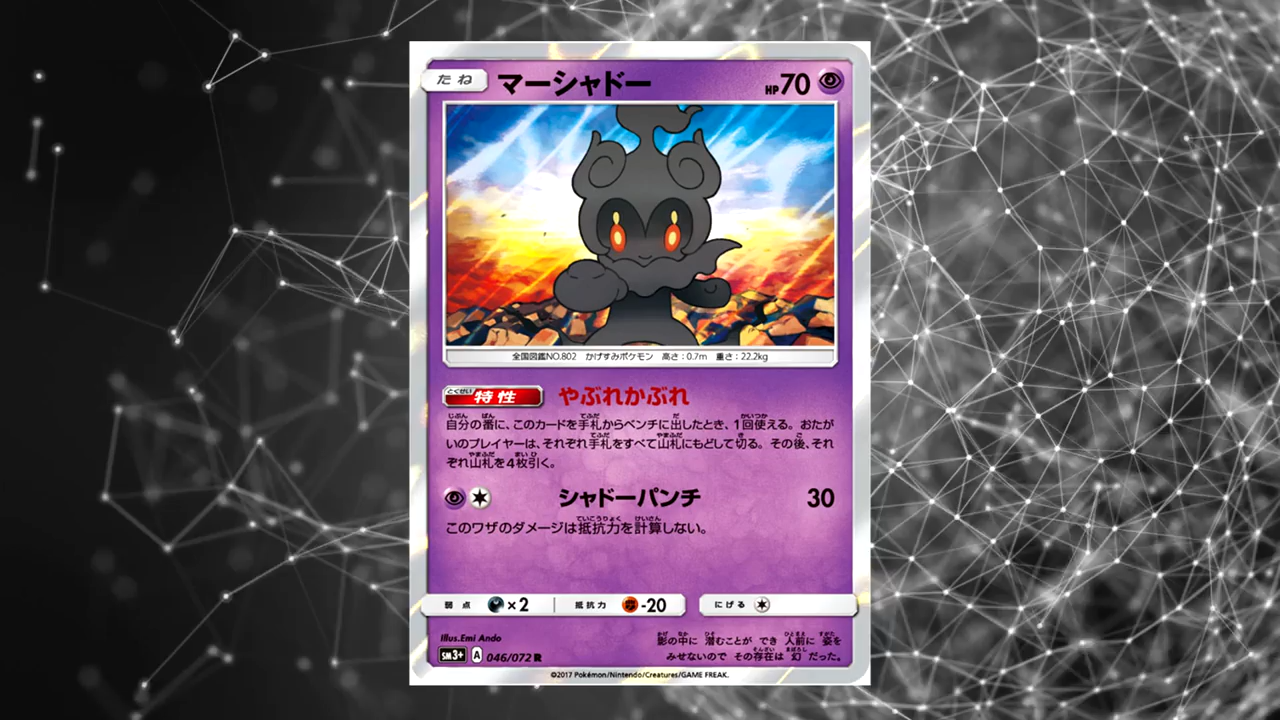 たね マーシャドー HP70
全国図鑑NO.802 かげすみポケモン 高さ:0.7m 重さ:22.2kg
とくせい 特性 やぶれかぶれ
自分の番に、このカードを手札からベンチに出したとき、1回使える。おたが
いのプレイヤーは、それぞれ手札をすべて山札にもどして切る。その後、それ
ぞれ山札を4枚引く。
シャドーパンチ 30
このワザのダメージは抵抗力を計算しない。
弱点 ×2 抵抗力 -20 にげる
Illus.Emi Ando
影の中に 潜むことが でき 人前に 姿を
みせないので その存在は 幻 だった。
SM3+ A 046/072 R
©2017 Pokémon/Nintendo/Creatures/GAME FREAK.